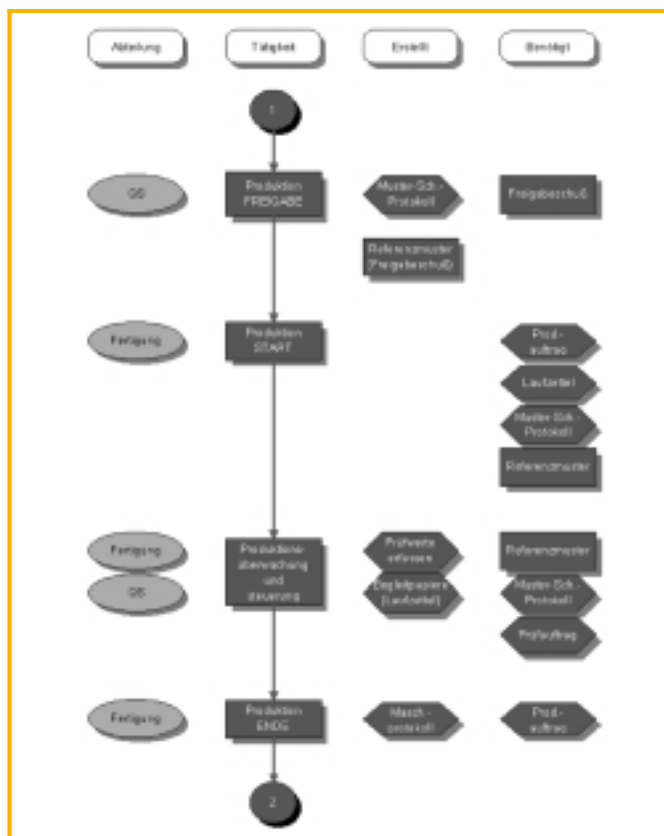 Abteilung Tätigkeit Erstellt Benötigt
1
QS
Produktion
FREIGABE
Muster-Sch.-
Protokoll
Freigabeschuß
Referenzmuster
(Freigabeschuß)
Fertigung
Produktion
START
Prod.-
auftrag
Laufzettel
Muster-Sch.-
Protokoll
Referenzmuster
Fertigung
QS
Produktions-
überwachung
und
steuerung
Prüfwerte
erfassen
Begleitpapiere
(Laufzettel)
Referenzmuster
Muster-Sch.-
Protokoll
Prüfauftrag
Fertigung
Produktion
ENDE
Masch.-
protokoll
Prod.-
auftrag
2